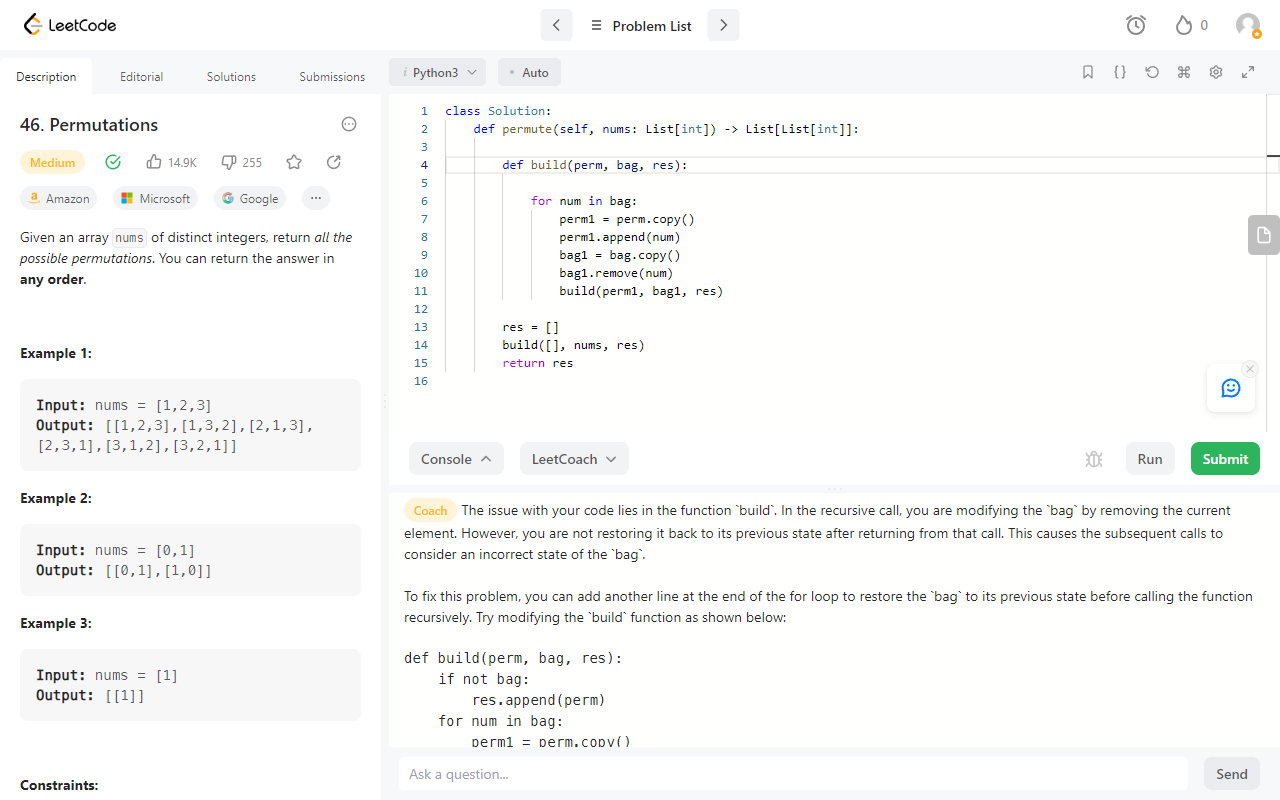 LeetCode
Problem List
0
Description
Editorial
Solutions
Submissions
46. Permutations
Medium
14.9K
255
Amazon
Microsoft
Google
Given an array nums of distinct integers, return all the
possible permutations. You can return the answer in
any order.
Example 1:
Input: nums = [1,2,3]
Output: [[1,2,3],[1,3,2],[2,1,3],
[2,3,1],[3,1,2],[3,2,1]]
Example 2:
Input: nums = [0,1]
Output: [[0,1],[1,0]]
Example 3:
Input: nums = [1]
Output: [[1]]
Constraints:
i Python3
Auto
1 class Solution:
2     def permute(self, nums: List[int]) -> List[List[int]]:
3
4         def build(perm, bag, res):
5
6             for num in bag:
7                 perm1 = perm.copy()
8                 perm1.append(num)
9                 bag1 = bag.copy()
10                 bag1.remove(num)
11                 build(perm1, bag1, res)
12
13         res = []
14         build([], nums, res)
15         return res
16
Console
LeetCoach
Run
Submit
Coach The issue with your code lies in the function `build`. In the recursive call, you are modifying the `bag` by removing the current
element. However, you are not restoring it back to its previous state after returning from that call. This causes the subsequent calls to
consider an incorrect state of the `bag`.
To fix this problem, you can add another line at the end of the for loop to restore the `bag` to its previous state before calling the function
recursively. Try modifying the `build` function as shown below:
def build(perm, bag, res):
    if not bag:
        res.append(perm)
    for num in bag:
        perm1 = perm.copy()
Ask a question...
Send